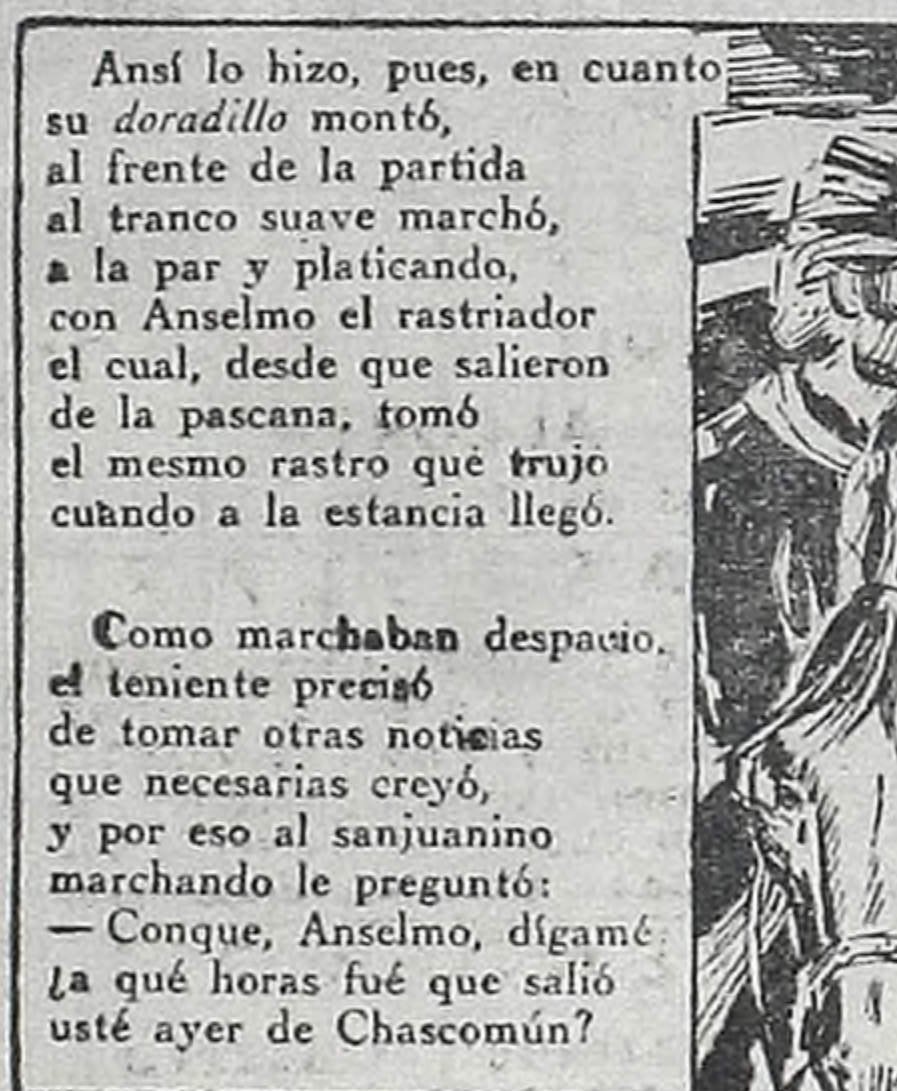 Ansí lo hizo, pues, en cuanto
su doradillo montó,
al frente de la partida
al tranco suave marchó,
a la par y platicando,
con Anselmo el rastriador
el cual, desde que salieron
de la pascana, tomó
el mesmo rastro que trujo
cuando a la estancia llegó.
Como marchaban despacio,
el teniente precisó
de tomar otras noticias
que necesarias creyó,
y por eso al sanjuanino
marchando le preguntó:
— Conque, Anselmo, dígamé:
¿a qué horas fué que salió
usté ayer de Chascomún?